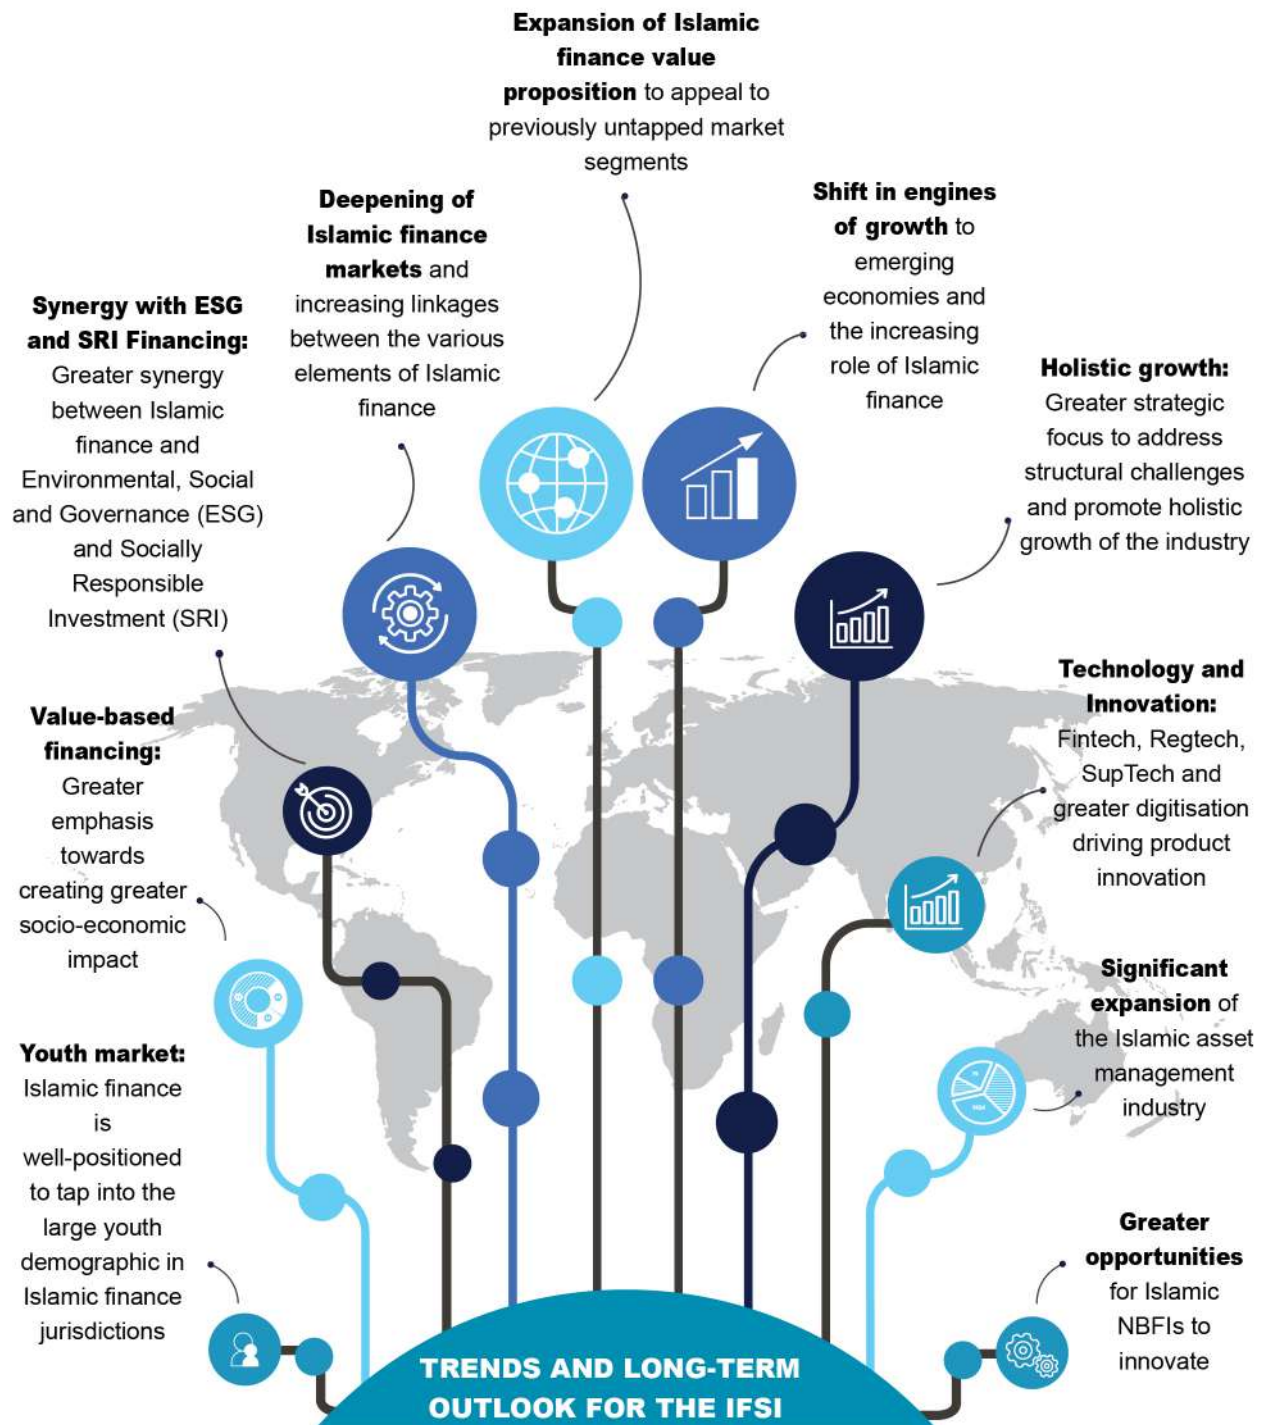 Expansion of Islamic
finance value
proposition to appeal to
previously untapped market
segments
Deepening of
Islamic finance
markets and
increasing linkages
between the various
elements of Islamic
finance
Shift in engines
of growth to
emerging
economies and
the increasing
role of Islamic
finance
Synergy with ESG
and SRI Financing:
Greater synergy
between Islamic
finance and
Environmental, Social
and Governance (ESG)
and Socially
Responsible
Investment (SRI)
Holistic growth:
Greater strategic
focus to address
structural challenges
and promote holistic
growth of the industry
Value-based
financing:
Greater
emphasis
towards
creating greater
socio-economic
impact
Technology and
Innovation:
Fintech, Regtech,
SupTech and
greater digitisation
driving product
innovation
Youth market:
Islamic finance
is
well-positioned
to tap into the
large youth
demographic in
Islamic finance
jurisdictions
Significant
expansion of
the Islamic asset
management
industry
Greater
opportunities
for Islamic
NBFIs to
innovate
TRENDS AND LONG-TERM
OUTLOOK FOR THE IFSI